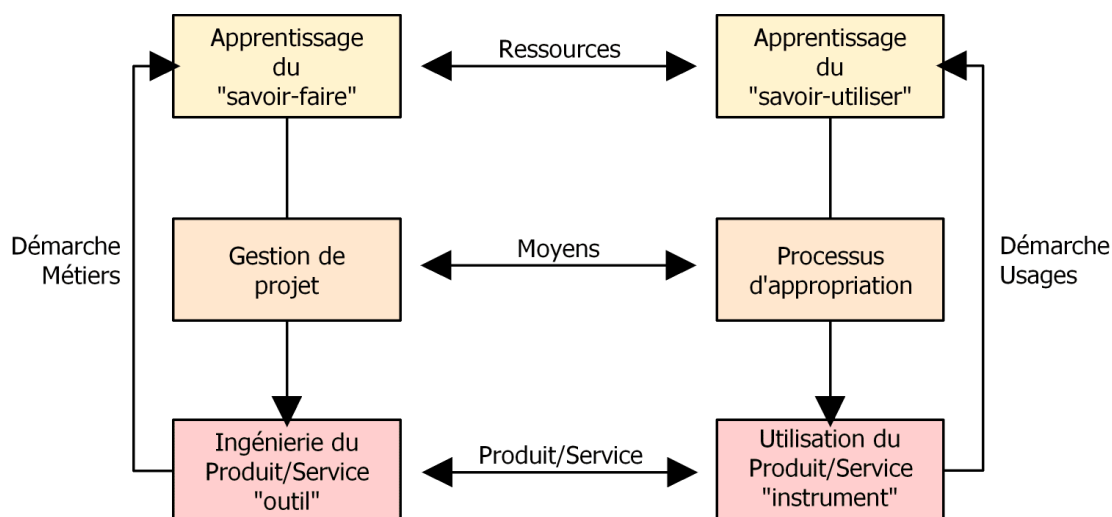 Apprentissage
du
"savoir-faire"
Ressources
Apprentissage
du
"savoir-utiliser"
Démarche
Métiers
Gestion de
projet
Moyens
Processus
d'appropriation
Démarche
Usages
Ingénierie du
Produit/Service
"outil"
Produit/Service
Utilisation du
Produit/Service
"instrument"